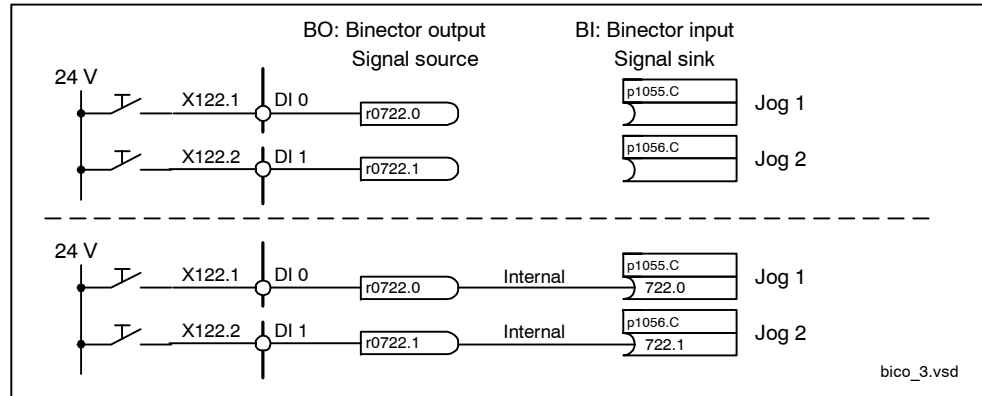 BO: Binector output BI: Binector input
Signal source Signal sink
24 V
X122.1 DI 0 r0722.0 p1055.C Jog 1
X122.2 DI 1 r0722.1 p1056.C Jog 2
24 V
X122.1 DI 0 r0722.0 Internal p1055.C 722.0 Jog 1
X122.2 DI 1 r0722.1 Internal p1056.C 722.1 Jog 2
bico_3.vsd